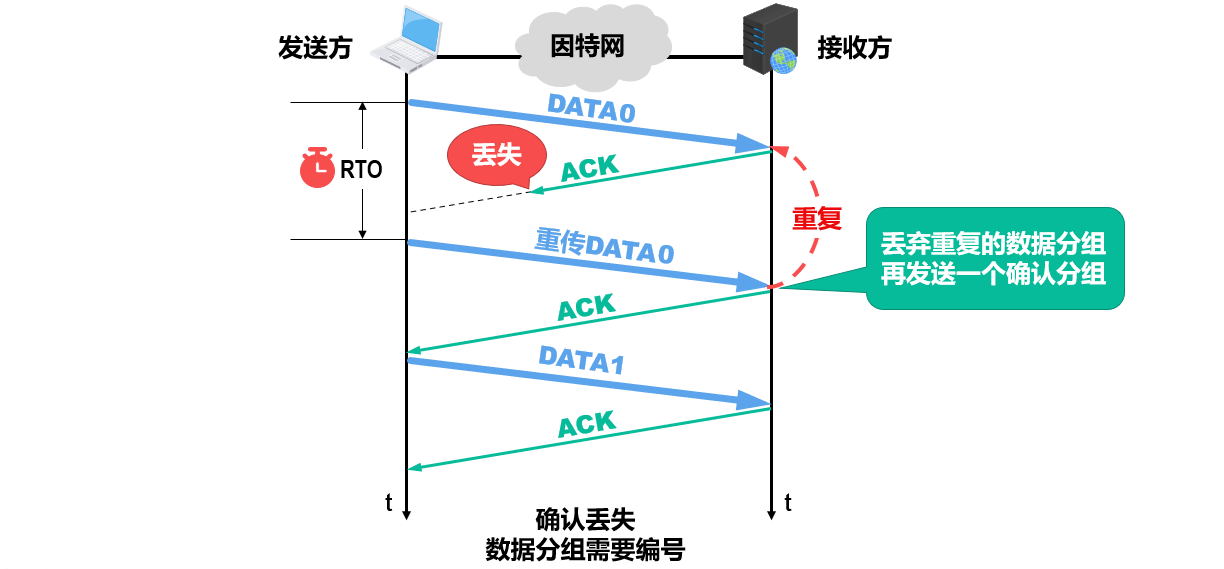 发送方
因特网
接收方
DATA0
丢失
ACK
RTO
重复
重传DATA0
丢弃重复的数据分组
再发送一个确认分组
ACK
DATA1
ACK
t
t
确认丢失
数据分组需要编号